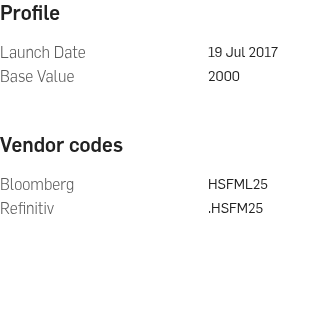 Profile
Launch Date 19 Jul 2017
Base Value 2000
Vendor codes
Bloomberg HSFML25
Refinitiv .HSFM25